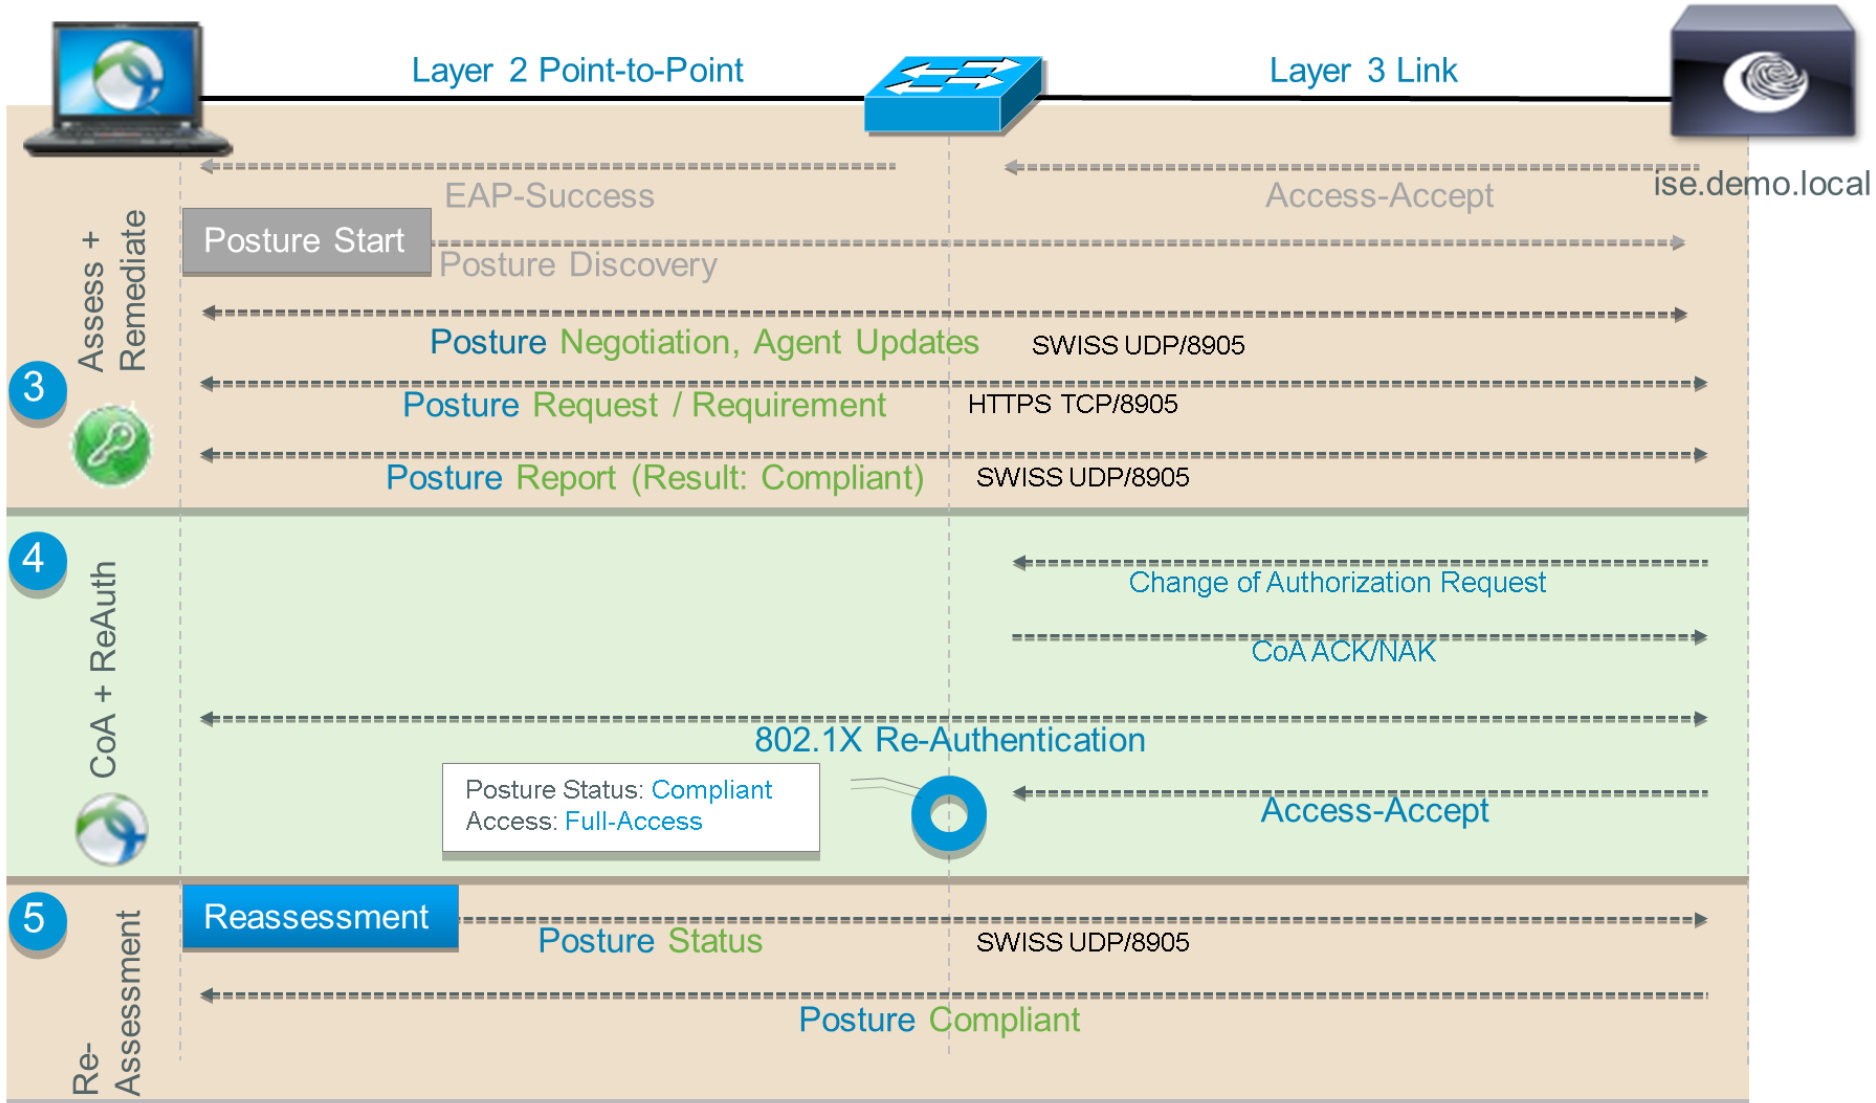 Layer 2 Point-to-Point
Layer 3 Link
ise.demo.local
EAP-Success
Access-Accept
Assess +
Remediate
Posture Start
Posture Discovery
Posture Negotiation, Agent Updates
SWISS UDP/8905
3
Posture Request / Requirement
HTTPS TCP/8905
Posture Report (Result: Compliant)
SWISS UDP/8905
4
CoA + ReAuth
Change of Authorization Request
CoA ACK/NAK
802.1X Re-Authentication
Posture Status: Compliant
Access: Full-Access
Access-Accept
5
Re-
Assessment
Reassessment
Posture Status
SWISS UDP/8905
Posture Compliant